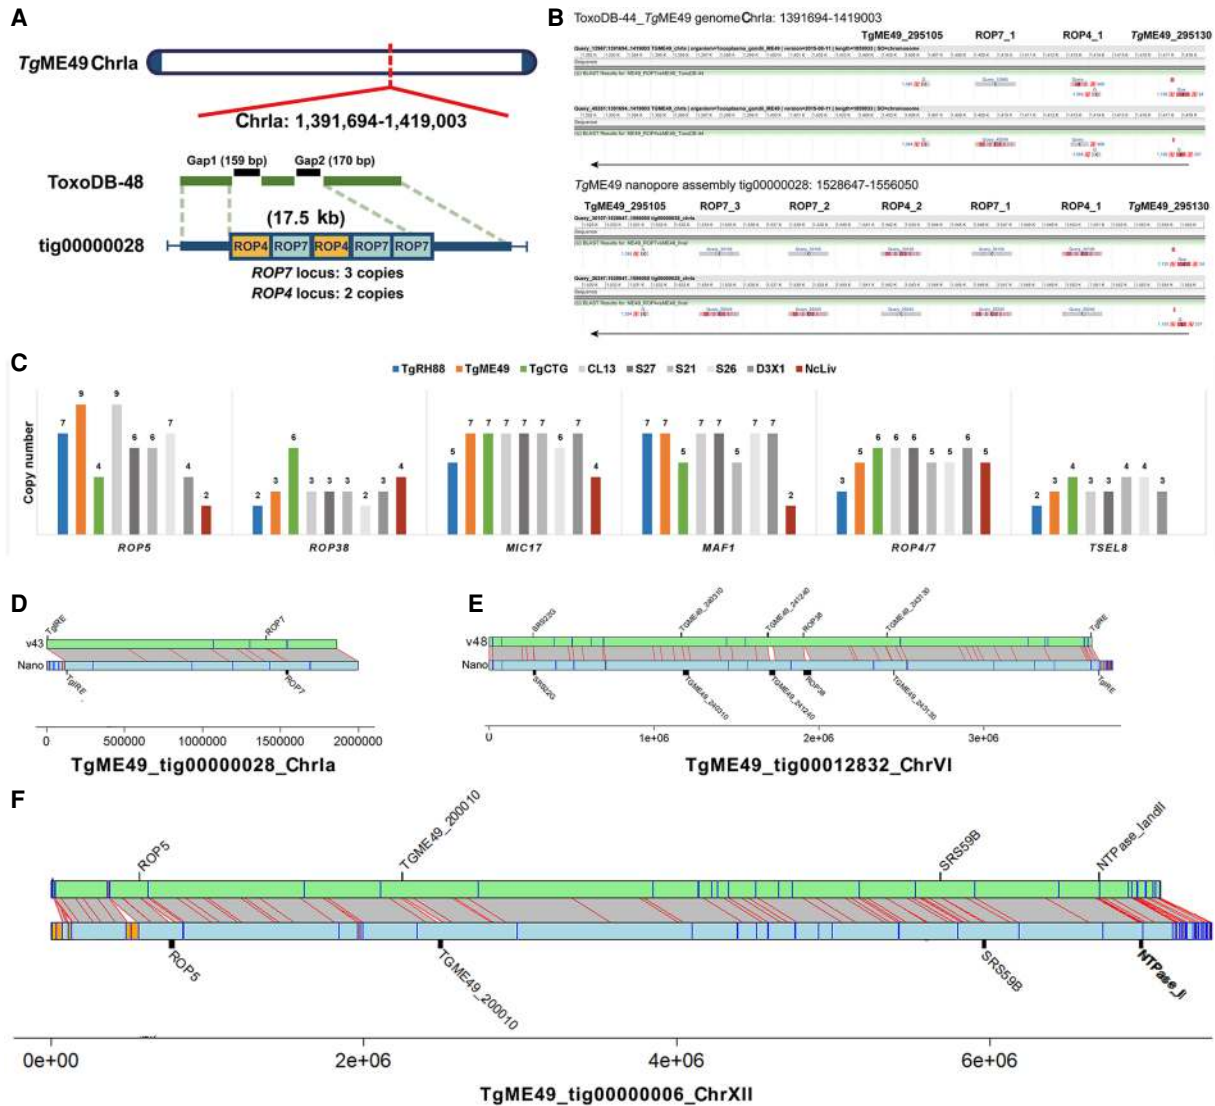 A
TgME49 ChrIa
ChrIa: 1,391,694-1,419,003
Gap1 (159 bp) Gap2 (170 bp)
ToxoDB-48
(17.5 kb)
tig00000028 ROP4 ROP7 ROP4 ROP7 ROP7
ROP7 locus: 3 copies
ROP4 locus: 2 copies
B
ToxoDB-44_TgME49 genome ChrIa: 1391694-1419003
TgME49_295105 ROP7_1 ROP4_1 TgME49_295130
Sequence
Sequence
TgME49 nanopore assembly tig00000028: 1528647-1556050
TgME49_295105 ROP7_3 ROP7_2 ROP4_2 ROP7_1 ROP4_1 TgME49_295130
Sequence
Sequence
C
TgRH88 TgME49 TgCTG CL13 S27 S21 S26 D3X1 NcLiv
Copy number
7 9 4 9 6 6 7 4 2
2 3 6 3 3 3 2 3 4
5 7 7 7 7 7 6 7 4
7 7 5 7 7 5 7 7 2
3 5 6 6 6 5 5 6 5
2 3 4 3 3 4 4 3
ROP5 ROP38 MIC17 MAF1 ROP4/7 TSEL8
D
TgIRE ROP7
v43
Nano
TgIRE ROP7
0 500000 1000000 1500000 2000000
TgME49_tig00000028_ChrIa
E
SRS22G TGME49_240310 TGME49_241240 ROP38 TGME49_243130 TgIRE
v48
Nano
SRS22G TGME49_240310 TGME49_241240 ROP38 TGME49_243130 TgIRE
0 1e+06 2e+06 3e+06
TgME49_tig00012832_ChrVI
F
ROP5 TGME49_200010 SRS59B NTPase_IandII
ROP5 TGME49_200010 SRS59B
0e+00 2e+06 4e+06 6e+06
TgME49_tig00000006_ChrXII